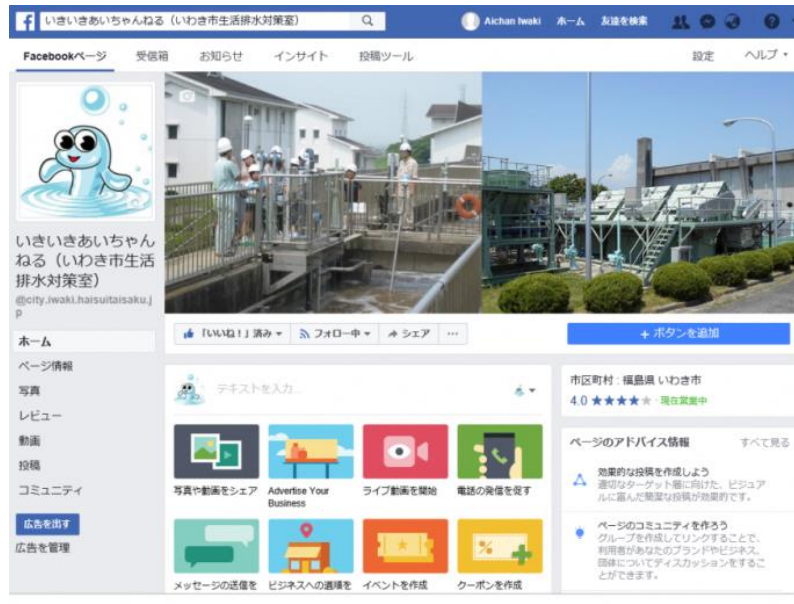 いきいきあいちゃんねる（いわき市生活排水対策室）
Aichan Iwaki ホーム 友達を検索
Facebookページ 受信箱 お知らせ インサイト 投稿ツール 設定 ヘルプ
いきいきあいちゃん
ねる（いわき市生活
排水対策室）
@city.iwaki.haisuitaisaku.j
p
ホーム
ページ情報
写真
レビュー
動画
投稿
コミュニティ
広告を出す
広告を管理
「いいね！」済み フォロー中 シェア ...
+ ボタンを追加
テキストを入力...
写真や動画をシェア
Advertise Your
Business
ライブ動画を開始
電話の発信を促す
メッセージの送信を
ビジネスへの道順を
イベントを作成
クーポンを作成
市区町村 : 福島県 いわき市
4.0 ★★★★★ · 現在営業中
ページのアドバイス情報 すべて見る
効果的な投稿を作成しよう
適切なターゲット層に向けた、ビジュア
ルに富んだ簡潔な投稿が効果的です。
ページのコミュニティを作ろう
グループを作成してリンクすることで、
利用者があなたのブランドやビジネス、
団体についてディスカッションをするこ
とができます。